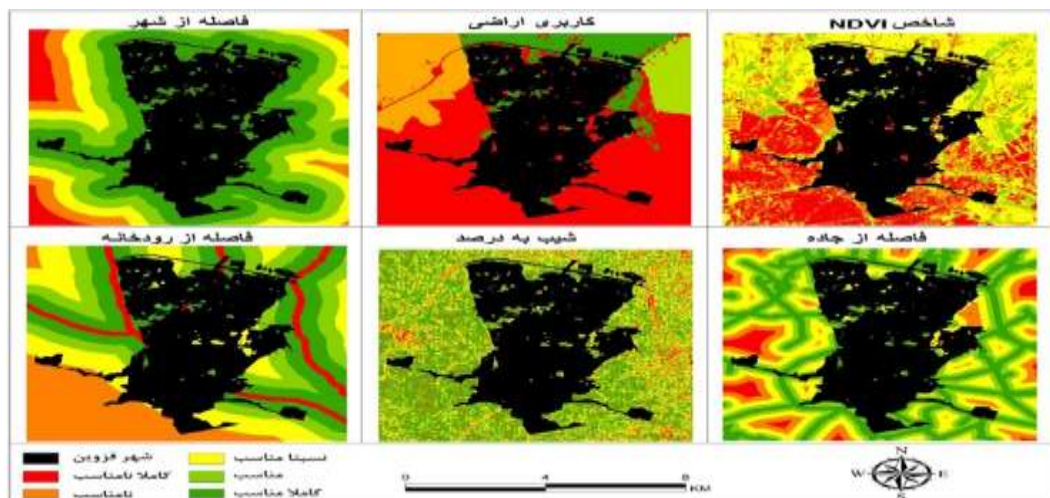 شاخص NDVI
کاربری اراضی
فاصله از شهر
فاصله از جاده
شیب به درصد
فاصله از رودخانه
شهر قزوین
کاملا نامناسب
نامناسب
نسبتا مناسب
مناسب
کاملا مناسب
0 4 8
KM
N
W E
S